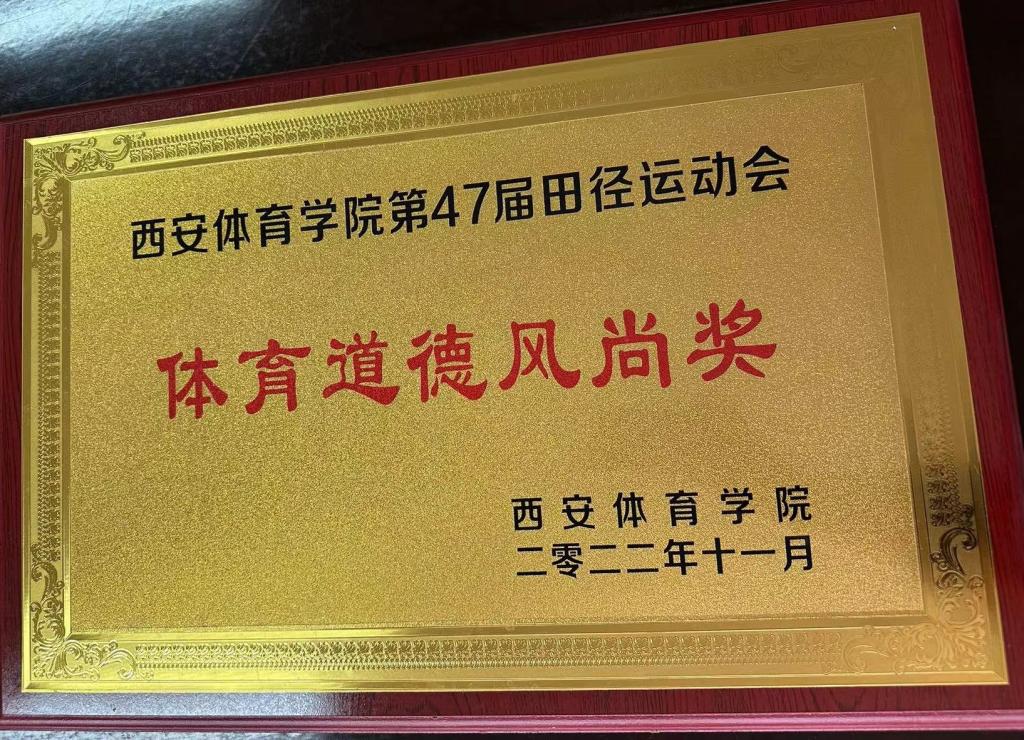 西安体育学院第47届田径运动会
体育道德风尚奖
西安体育学院
二零二二年十一月